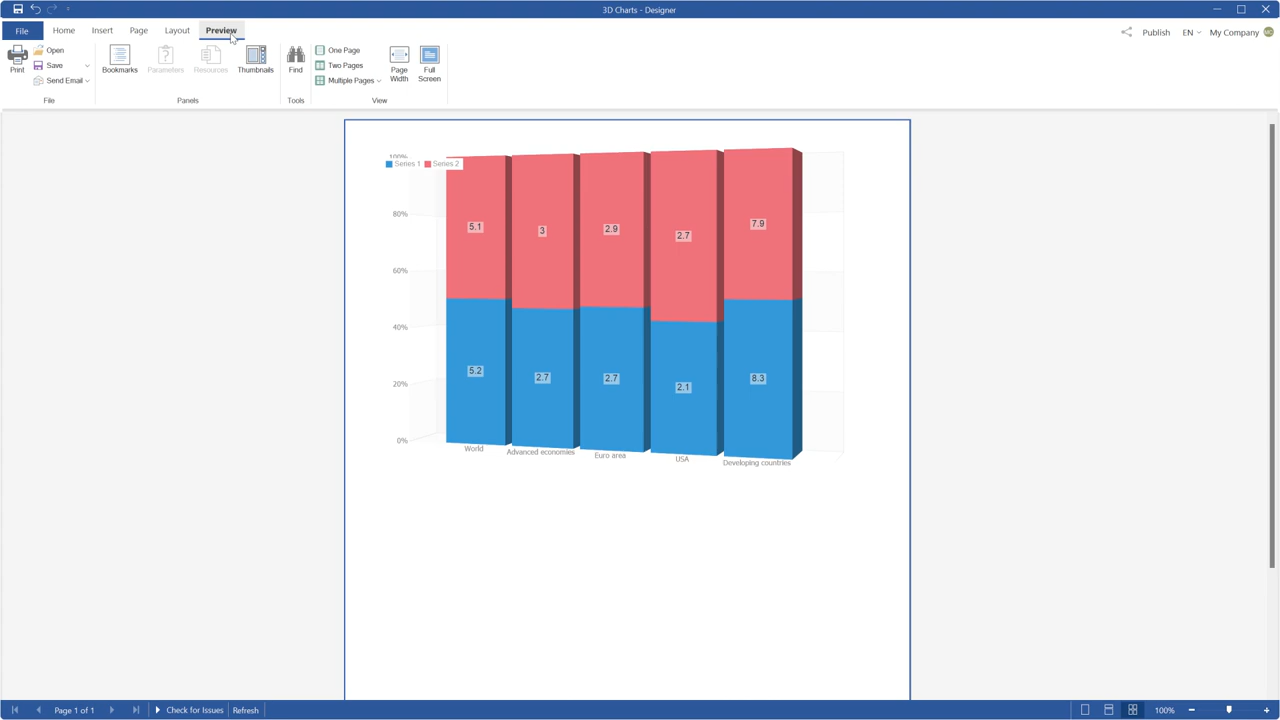 3D Charts - Designer
File Home Insert Page Layout Preview
Publish EN My Company MC
Print Open Save Send Email
Bookmarks Parameters Resources Thumbnails
Find
One Page
Two Pages
Multiple Pages
Page Width
Full Screen
File Panels Tools View
100%
Series 1 Series 2
80%
60%
40%
20%
0%
5.1 3 2.9 2.7 7.9
5.2 2.7 2.7 2.1 8.3
World Advanced economies Euro area USA Developing countries
Page 1 of 1 Check for Issues Refresh 100%